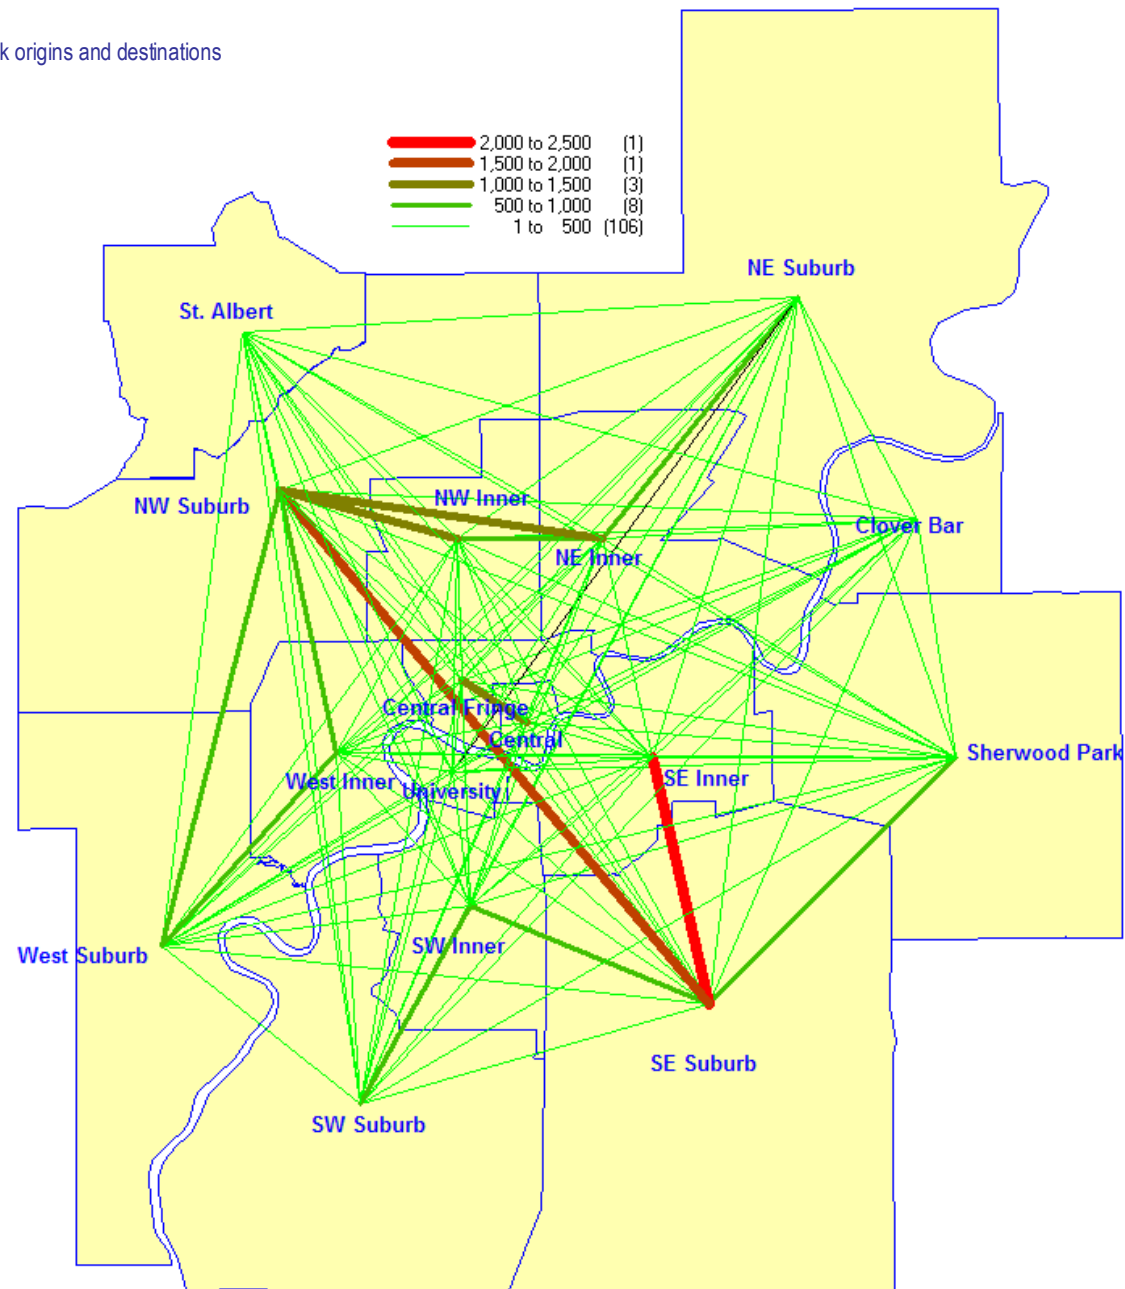 k origins and destinations
2,000 to 2,500 (1)
1,500 to 2,000 (1)
1,000 to 1,500 (3)
500 to 1,000 (8)
1 to 500 (106)
NE Suburb
St. Albert
NW Suburb
NW Inner
Clover Bar
NE Inner
Central Fringe
Central
Sherwood Park
West Inner
University
SE Inner
SW Inner
West Suburb
SE Suburb
SW Suburb